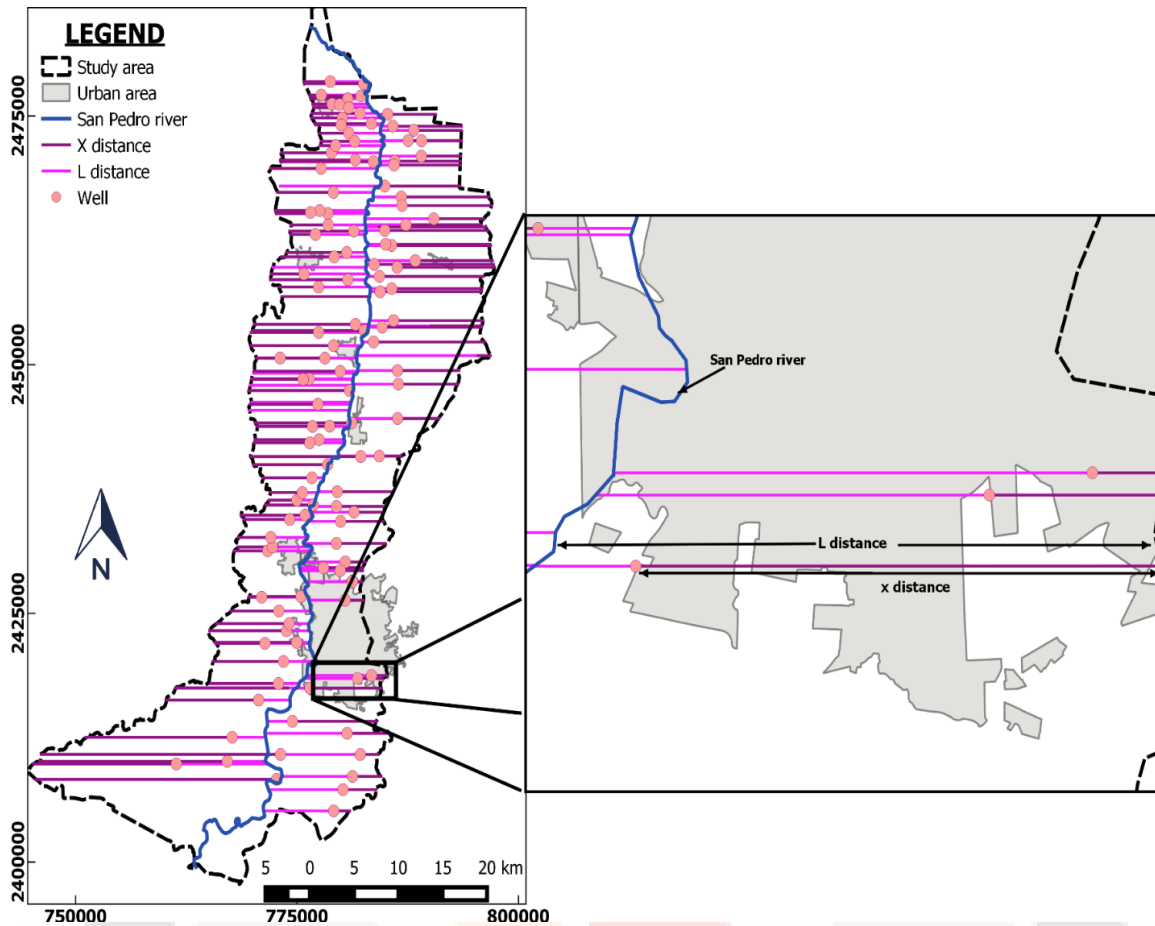 LEGEND
Study area
Urban area
San Pedro river
X distance
L distance
Well
2475000
2450000
2425000
2400000
N
5 0 5 10 15 20 km
750000 775000 800000
San Pedro river
L distance
x distance